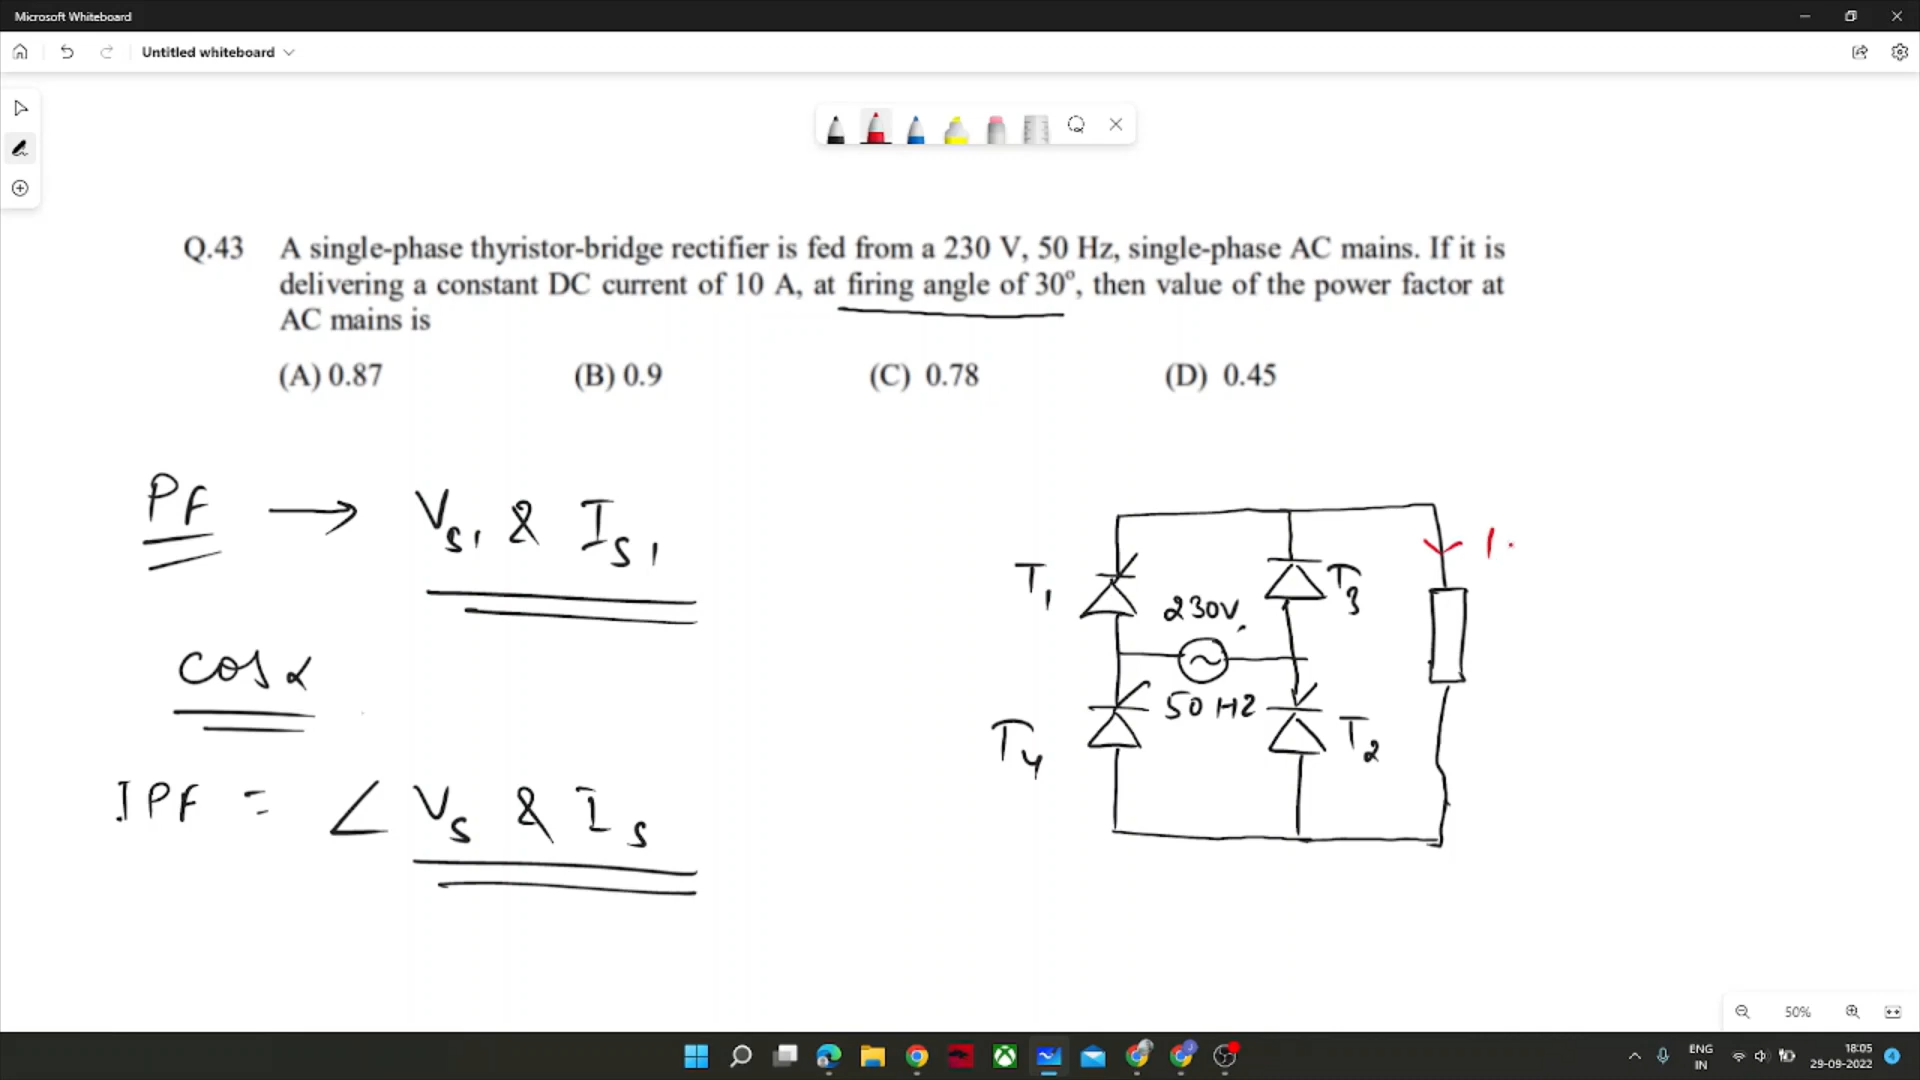 Microsoft Whiteboard
Untitled whiteboard
Q.43 A single-phase thyristor-bridge rectifier is fed from a 230 V, 50 Hz, single-phase AC mains. If it is
delivering a constant DC current of 10 A, at firing angle of 30°, then value of the power factor at
AC mains is
(A) 0.87 (B) 0.9 (C) 0.78 (D) 0.45
PF → Vs1 & Is1
cos α
IPF = ∠ Vs & Is
T1
230V
T3
50 HZ
T4
T2
50%
ENG
IN
18:05
29-09-2022
4